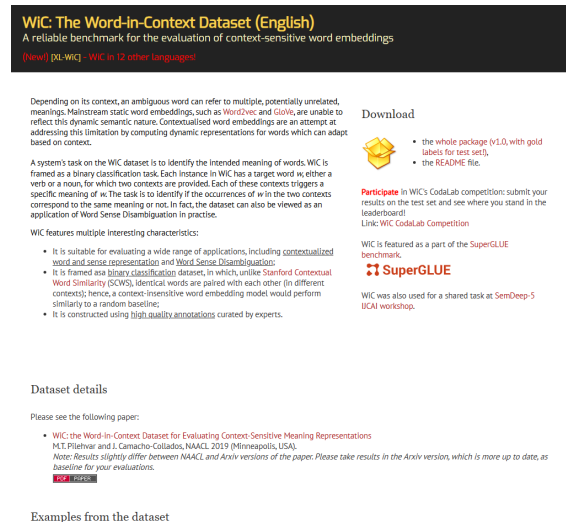 WiC: The Word-in-Context Dataset (English)
A reliable benchmark for the evaluation of context-sensitive word embeddings
(New!) [XL-WiC] - WiC in 12 other languages!
Depending on its context, an ambiguous word can refer to multiple, potentially unrelated,
meanings. Mainstream static word embeddings, such as Word2vec and GloVe, are unable to
reflect this dynamic semantic nature. Contextualised word embeddings are an attempt at
addressing this limitation by computing dynamic representations for words which can adapt
based on context.
A system's task on the WiC dataset is to identify the intended meaning of words. WiC is
framed as a binary classification task. Each instance in WiC has a target word w, either a
verb or a noun, for which two contexts are provided. Each of these contexts triggers a
specific meaning of w. The task is to identify if the occurrences of w in the two contexts
correspond to the same meaning or not. In fact, the dataset can also be viewed as an
application of Word Sense Disambiguation in practise.
WiC features multiple interesting characteristics:
• It is suitable for evaluating a wide range of applications, including contextualized
word and sense representation and Word Sense Disambiguation;
• It is framed asa binary classification dataset, in which, unlike Stanford Contextual
Word Similarity (SCWS), identical words are paired with each other (in different
contexts); hence, a context-insensitive word embedding model would perform
similarly to a random baseline;
• It is constructed using high quality annotations curated by experts.
Download
• the whole package (v1.0, with gold
labels for test set!),
• the README file.
Participate in WiC's CodaLab competition: submit your
results on the test set and see where you stand in the
leaderboard!
Link: WiC CodaLab Competition
WiC is featured as a part of the SuperGLUE
benchmark.
SuperGLUE
WiC was also used for a shared task at SemDeep-5
IJCAI workshop.
Dataset details
Please see the following paper:
• WiC: the Word-in-Context Dataset for Evaluating Context-Sensitive Meaning Representations
M.T. Pilehvar and J. Camacho-Collados, NAACL 2019 (Minneapolis, USA).
Note: Results slightly differ between NAACL and Arxiv versions of the paper. Please take results in the Arxiv version, which is more up to date, as
baseline for your evaluations.
PDF PAPER
Examples from the dataset